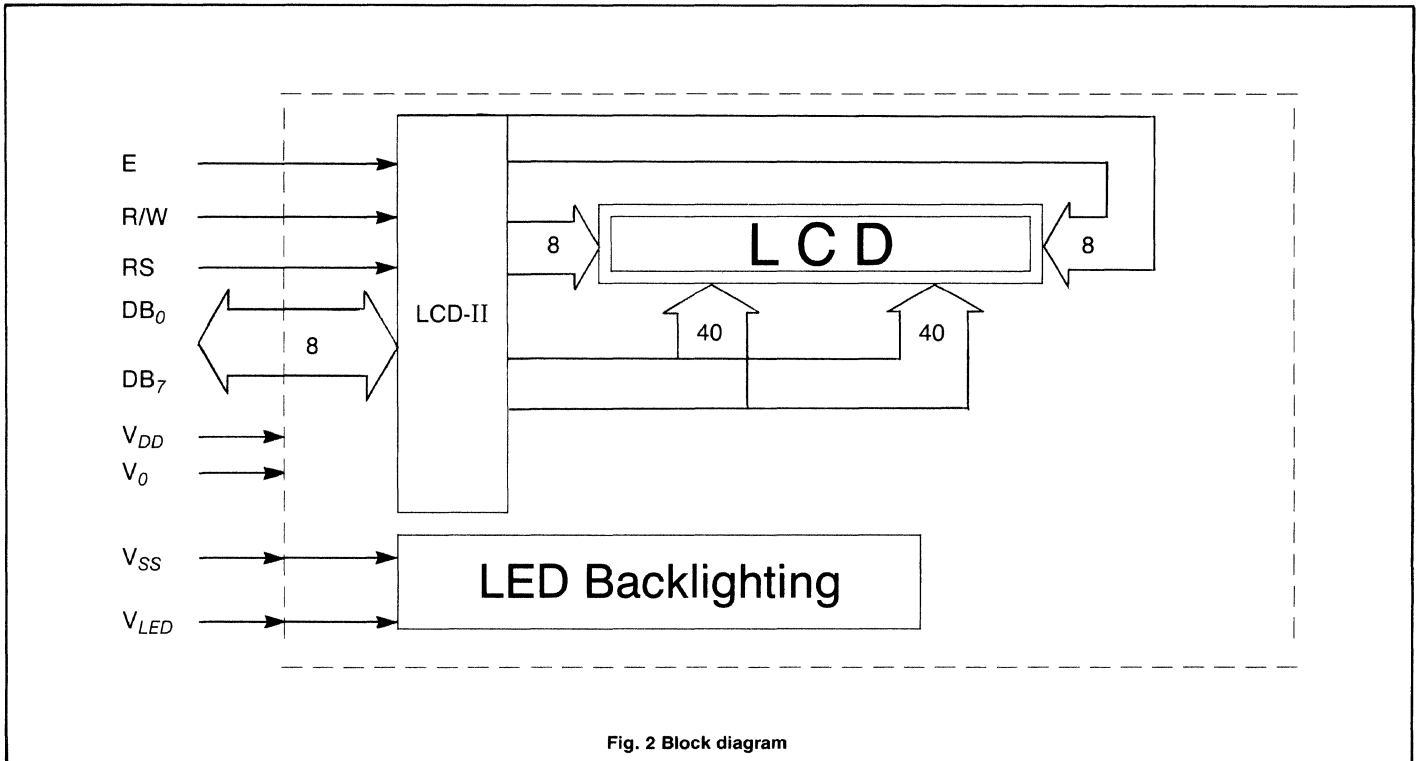 E
R/W
RS
DB0
8
DB7
VDD
V0
VSS
VLED
LCD-II
8
LCD
8
40
40
LED Backlighting
Fig. 2 Block diagram